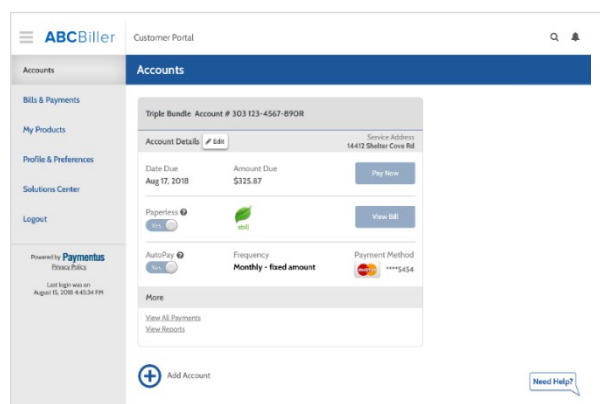 ABCBiller
Customer Portal
Accounts
Accounts
Bills & Payments
My Products
Profile & Preferences
Solutions Center
Logout
Powered by Paymentus
Privacy Policy
Last login was on
August 15, 2018 4:45:34 PM
Triple Bundle Account # 303 123-4567-890R
Account Details Edit
Service Address
14412 Shelter Cove Rd
Date Due
Amount Due
Aug 17, 2018
$325.87
Pay Now
Paperless
Yes
ebill
View Bill
AutoPay
Frequency
Payment Method
Yes
Monthly - fixed amount
****5454
More
View All Payments
View Reports
Add Account
Need Help?